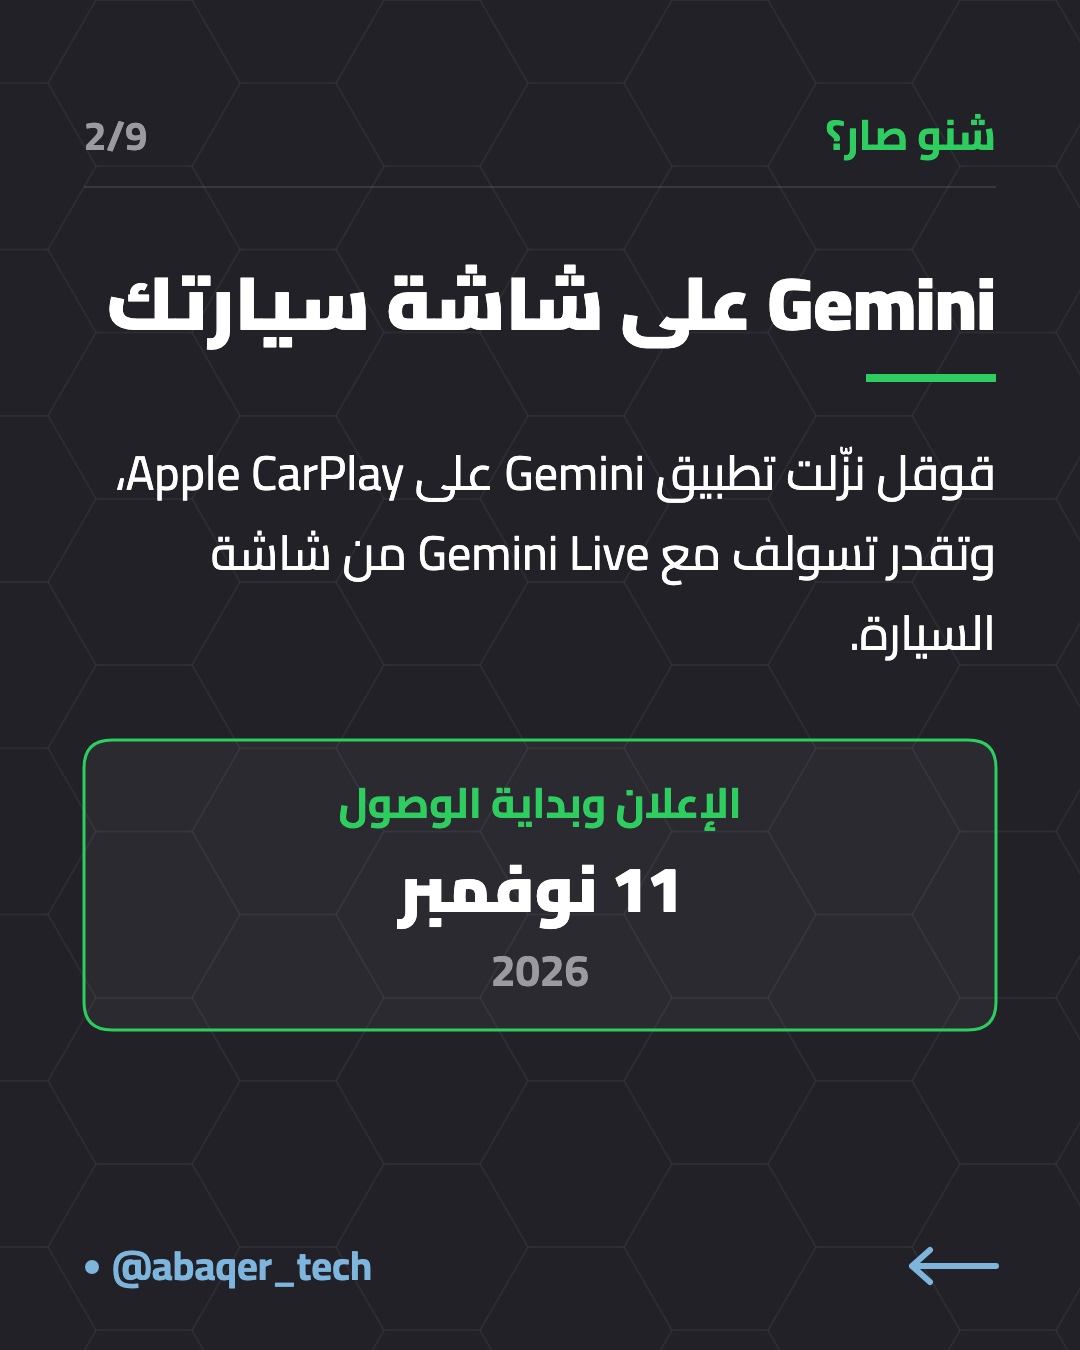 شنو صار؟
2/9
Gemini على شاشة سيارتك
قوقل نزّلت تطبيق Gemini على Apple CarPlay،
وتقدر تسولف مع Gemini Live من شاشة
السيارة.
الإعلان وبداية الوصول
11 نوفمبر
2026
• @abaqer_tech